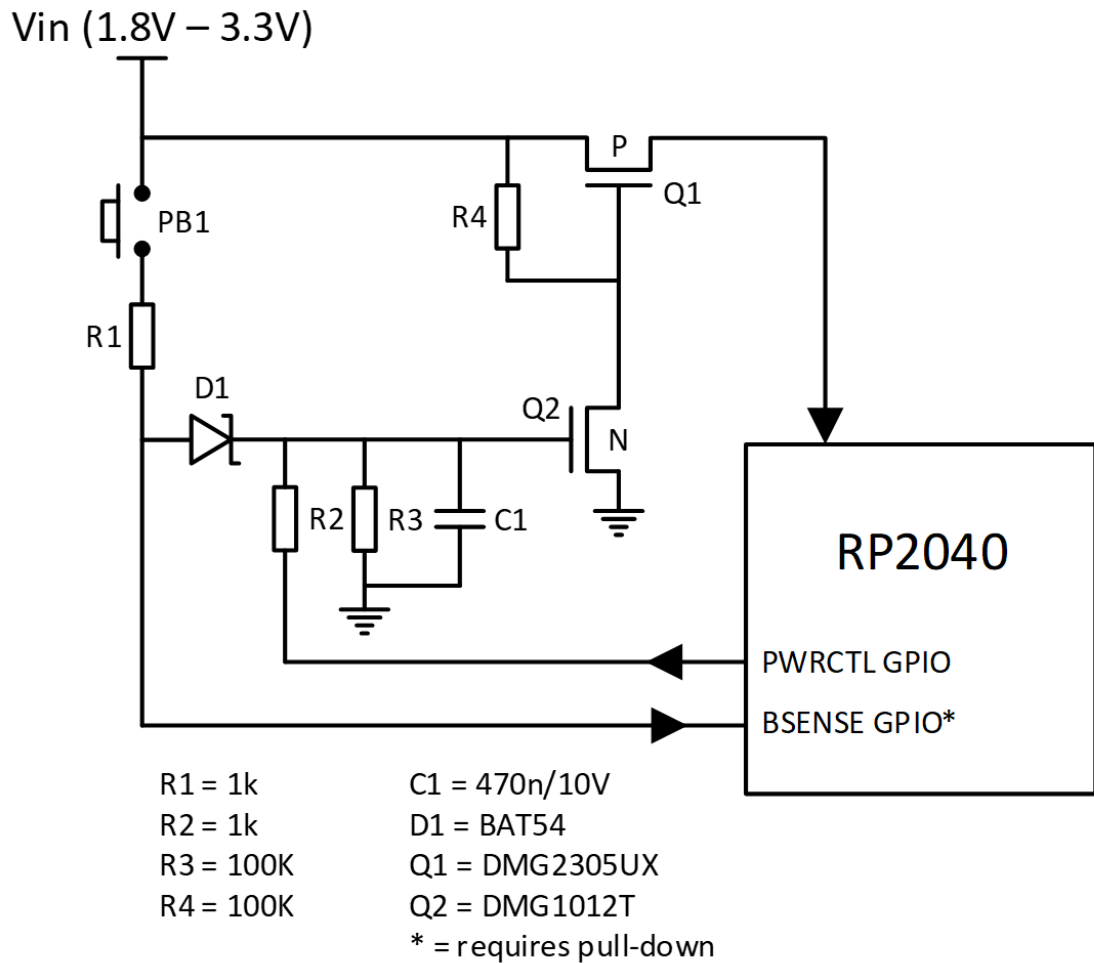 Vin (1.8V – 3.3V)
P
Q1
R4
PB1
R1
D1
Q2
N
R2
R3
C1
RP2040
PWRCTL GPIO
BSENSE GPIO*
R1 = 1k
R2 = 1k
R3 = 100K
R4 = 100K
C1 = 470n/10V
D1 = BAT54
Q1 = DMG2305UX
Q2 = DMG1012T
* = requires pull-down